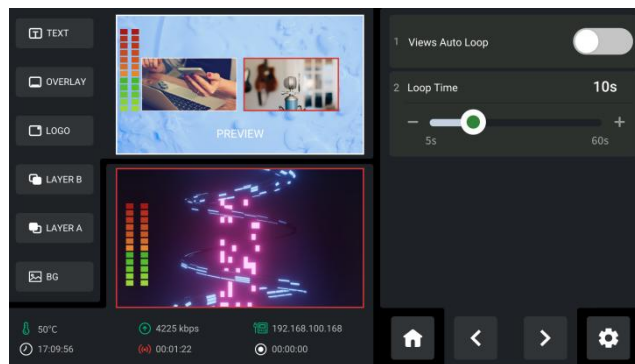 TEXT
OVERLAY
LOGO
LAYER B
LAYER A
BG
PREVIEW
50°C
4225 kbps
192.168.100.168
17:09:56
00:01:22
00:00:00
1 Views Auto Loop
2 Loop Time 10s
− +
5s 60s